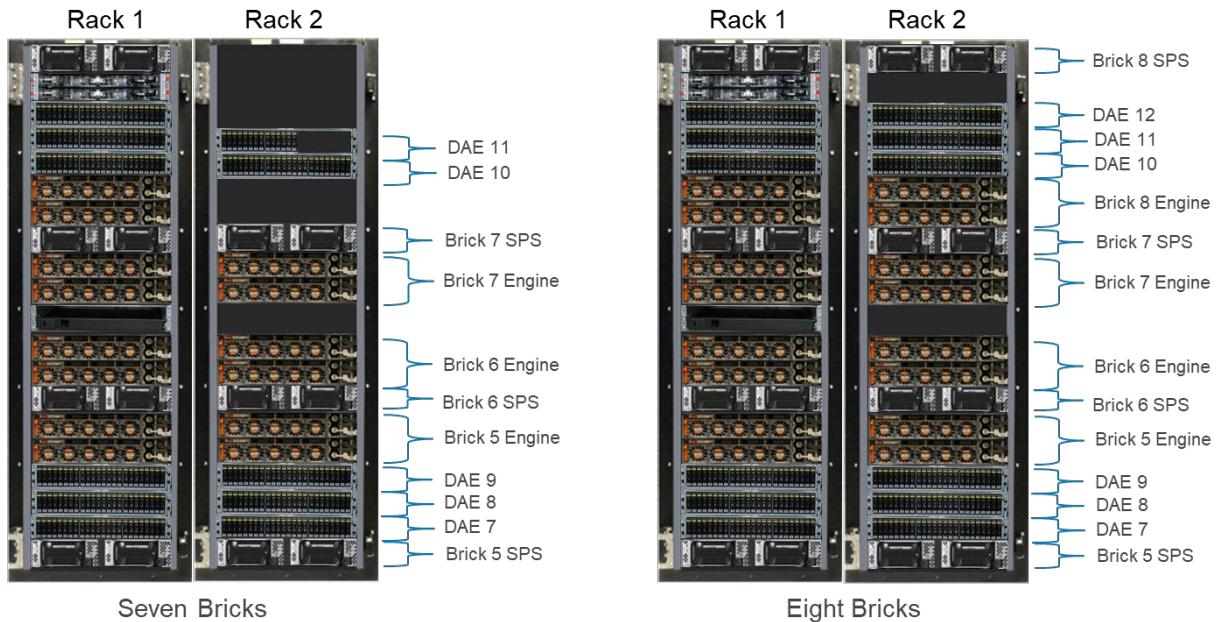 Rack 1
Rack 2
DAE 11
DAE 10
Brick 7 SPS
Brick 7 Engine
Brick 6 Engine
Brick 6 SPS
Brick 5 Engine
DAE 9
DAE 8
DAE 7
Brick 5 SPS
Seven Bricks
Rack 1
Rack 2
Brick 8 SPS
DAE 12
DAE 11
DAE 10
Brick 8 Engine
Brick 7 SPS
Brick 7 Engine
Brick 6 Engine
Brick 6 SPS
Brick 5 Engine
DAE 9
DAE 8
DAE 7
Brick 5 SPS
Eight Bricks